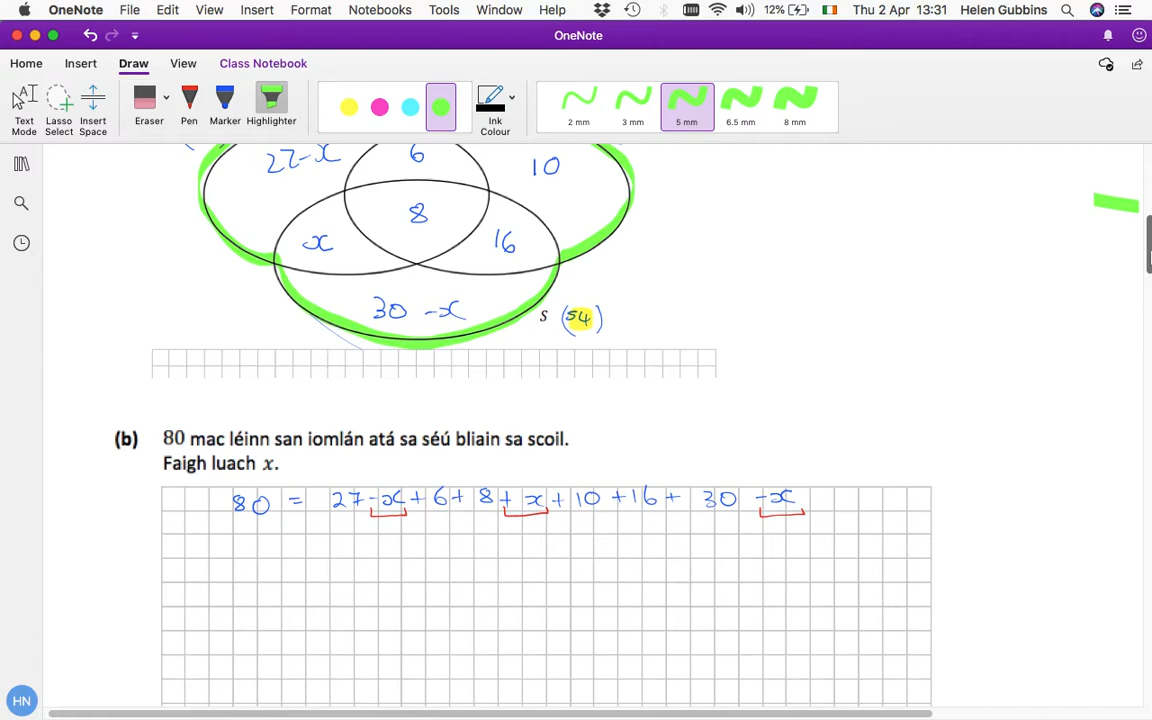 OneNote File Edit View Insert Format Notebooks Tools Window Help 12% Thu 2 Apr 13:31 Helen Gubbins
OneNote
Home Insert Draw View Class Notebook
Text Mode
Lasso Select
Insert Space
Eraser
Pen
Marker
Highlighter
Ink Colour
2 mm 3 mm 5 mm 6.5 mm 8 mm
27-x 6 10
8
x 16
30 -x s (54)
(b) 80 mac léinn san iomlán atá sa séú bliain sa scoil.
Faigh luach x.
80 = 27-x+6+8+x+10+16+ 30 -x
HN